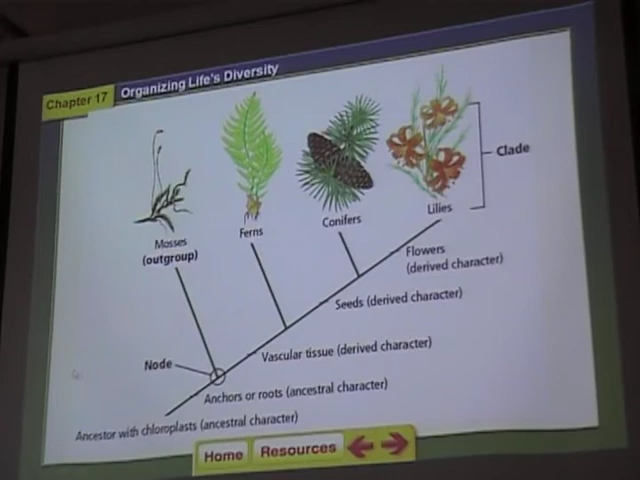 Chapter 17
Organizing Life's Diversity
Clade
Mosses
(outgroup)
Ferns
Conifers
Lilies
Flowers
(derived character)
Seeds (derived character)
Vascular tissue (derived character)
Node
Anchors or roots (ancestral character)
Ancestor with chloroplasts (ancestral character)
Home
Resources